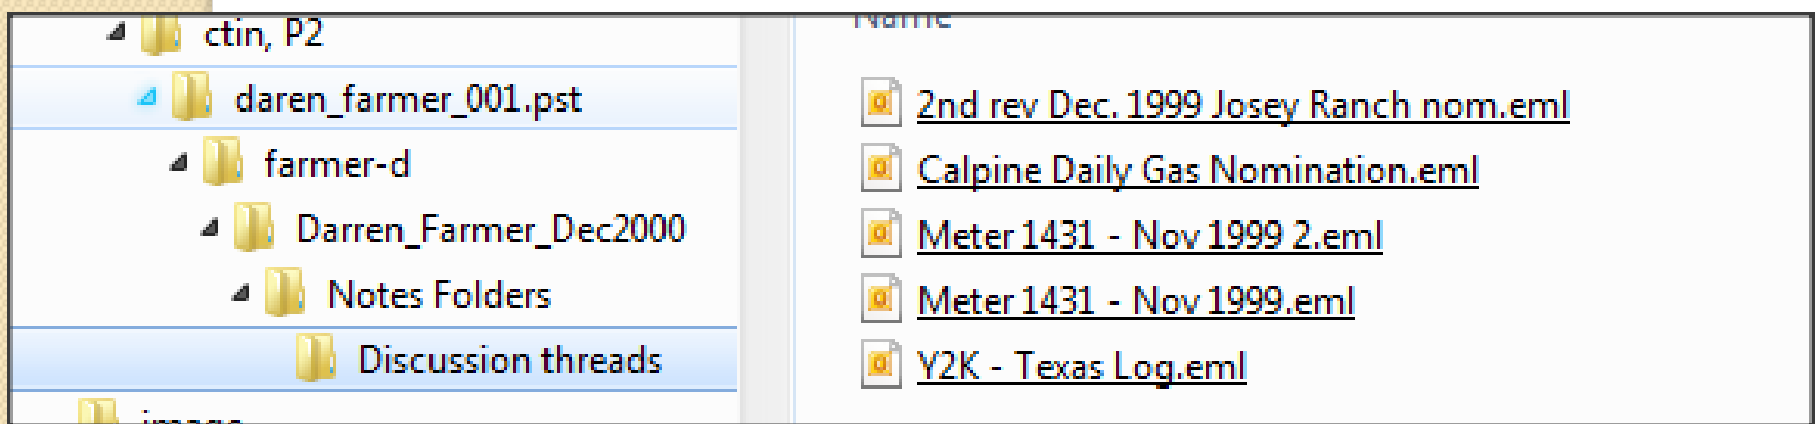 ctin, P2
daren_farmer_001.pst
farmer-d
Darren_Farmer_Dec2000
Notes Folders
Discussion threads
image
Name
2nd rev Dec. 1999 Josey Ranch nom.eml
Calpine Daily Gas Nomination.eml
Meter 1431 - Nov 1999 2.eml
Meter 1431 - Nov 1999.eml
Y2K - Texas Log.eml